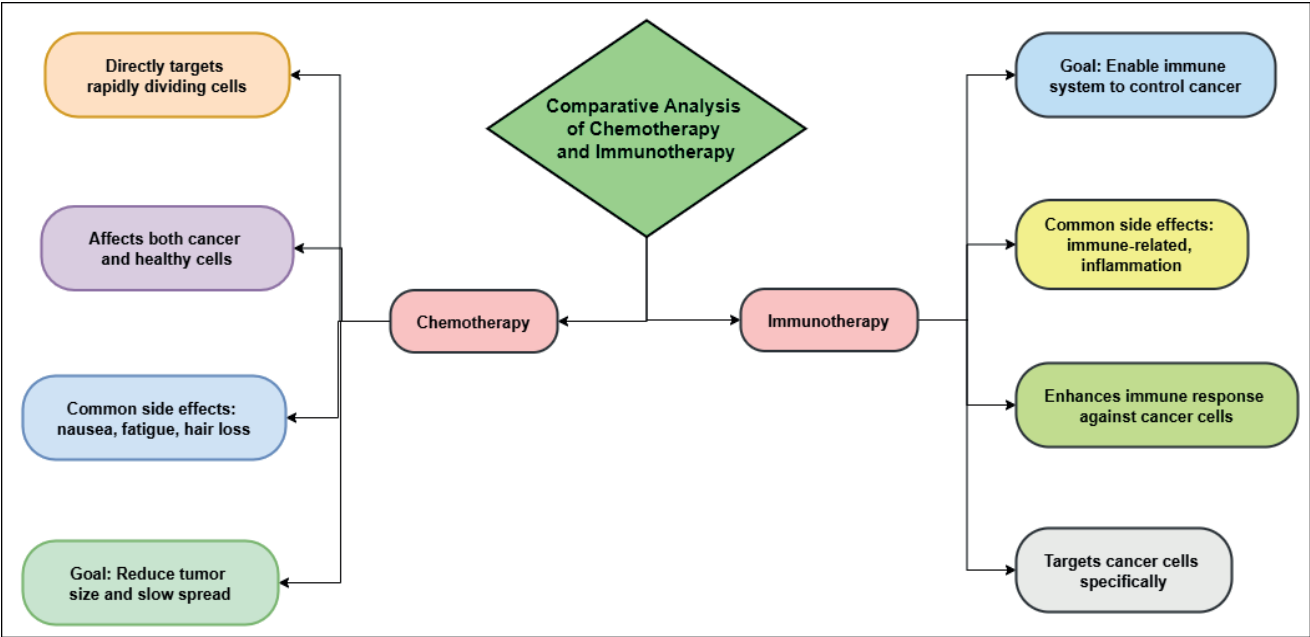 Comparative Analysis
of Chemotherapy
and Immunotherapy
Chemotherapy
Directly targets
rapidly dividing cells
Affects both cancer
and healthy cells
Common side effects:
nausea, fatigue, hair loss
Goal: Reduce tumor
size and slow spread
Immunotherapy
Goal: Enable immune
system to control cancer
Common side effects:
immune-related,
inflammation
Enhances immune response
against cancer cells
Targets cancer cells
specifically